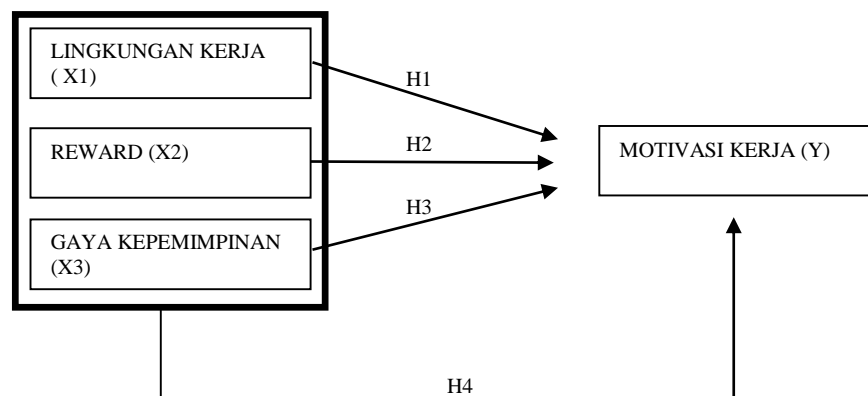 LINGKUNGAN KERJA
( X1)
H1
REWARD (X2)
H2
MOTIVASI KERJA (Y)
H3
GAYA KEPEMIMPINAN
(X3)
H4